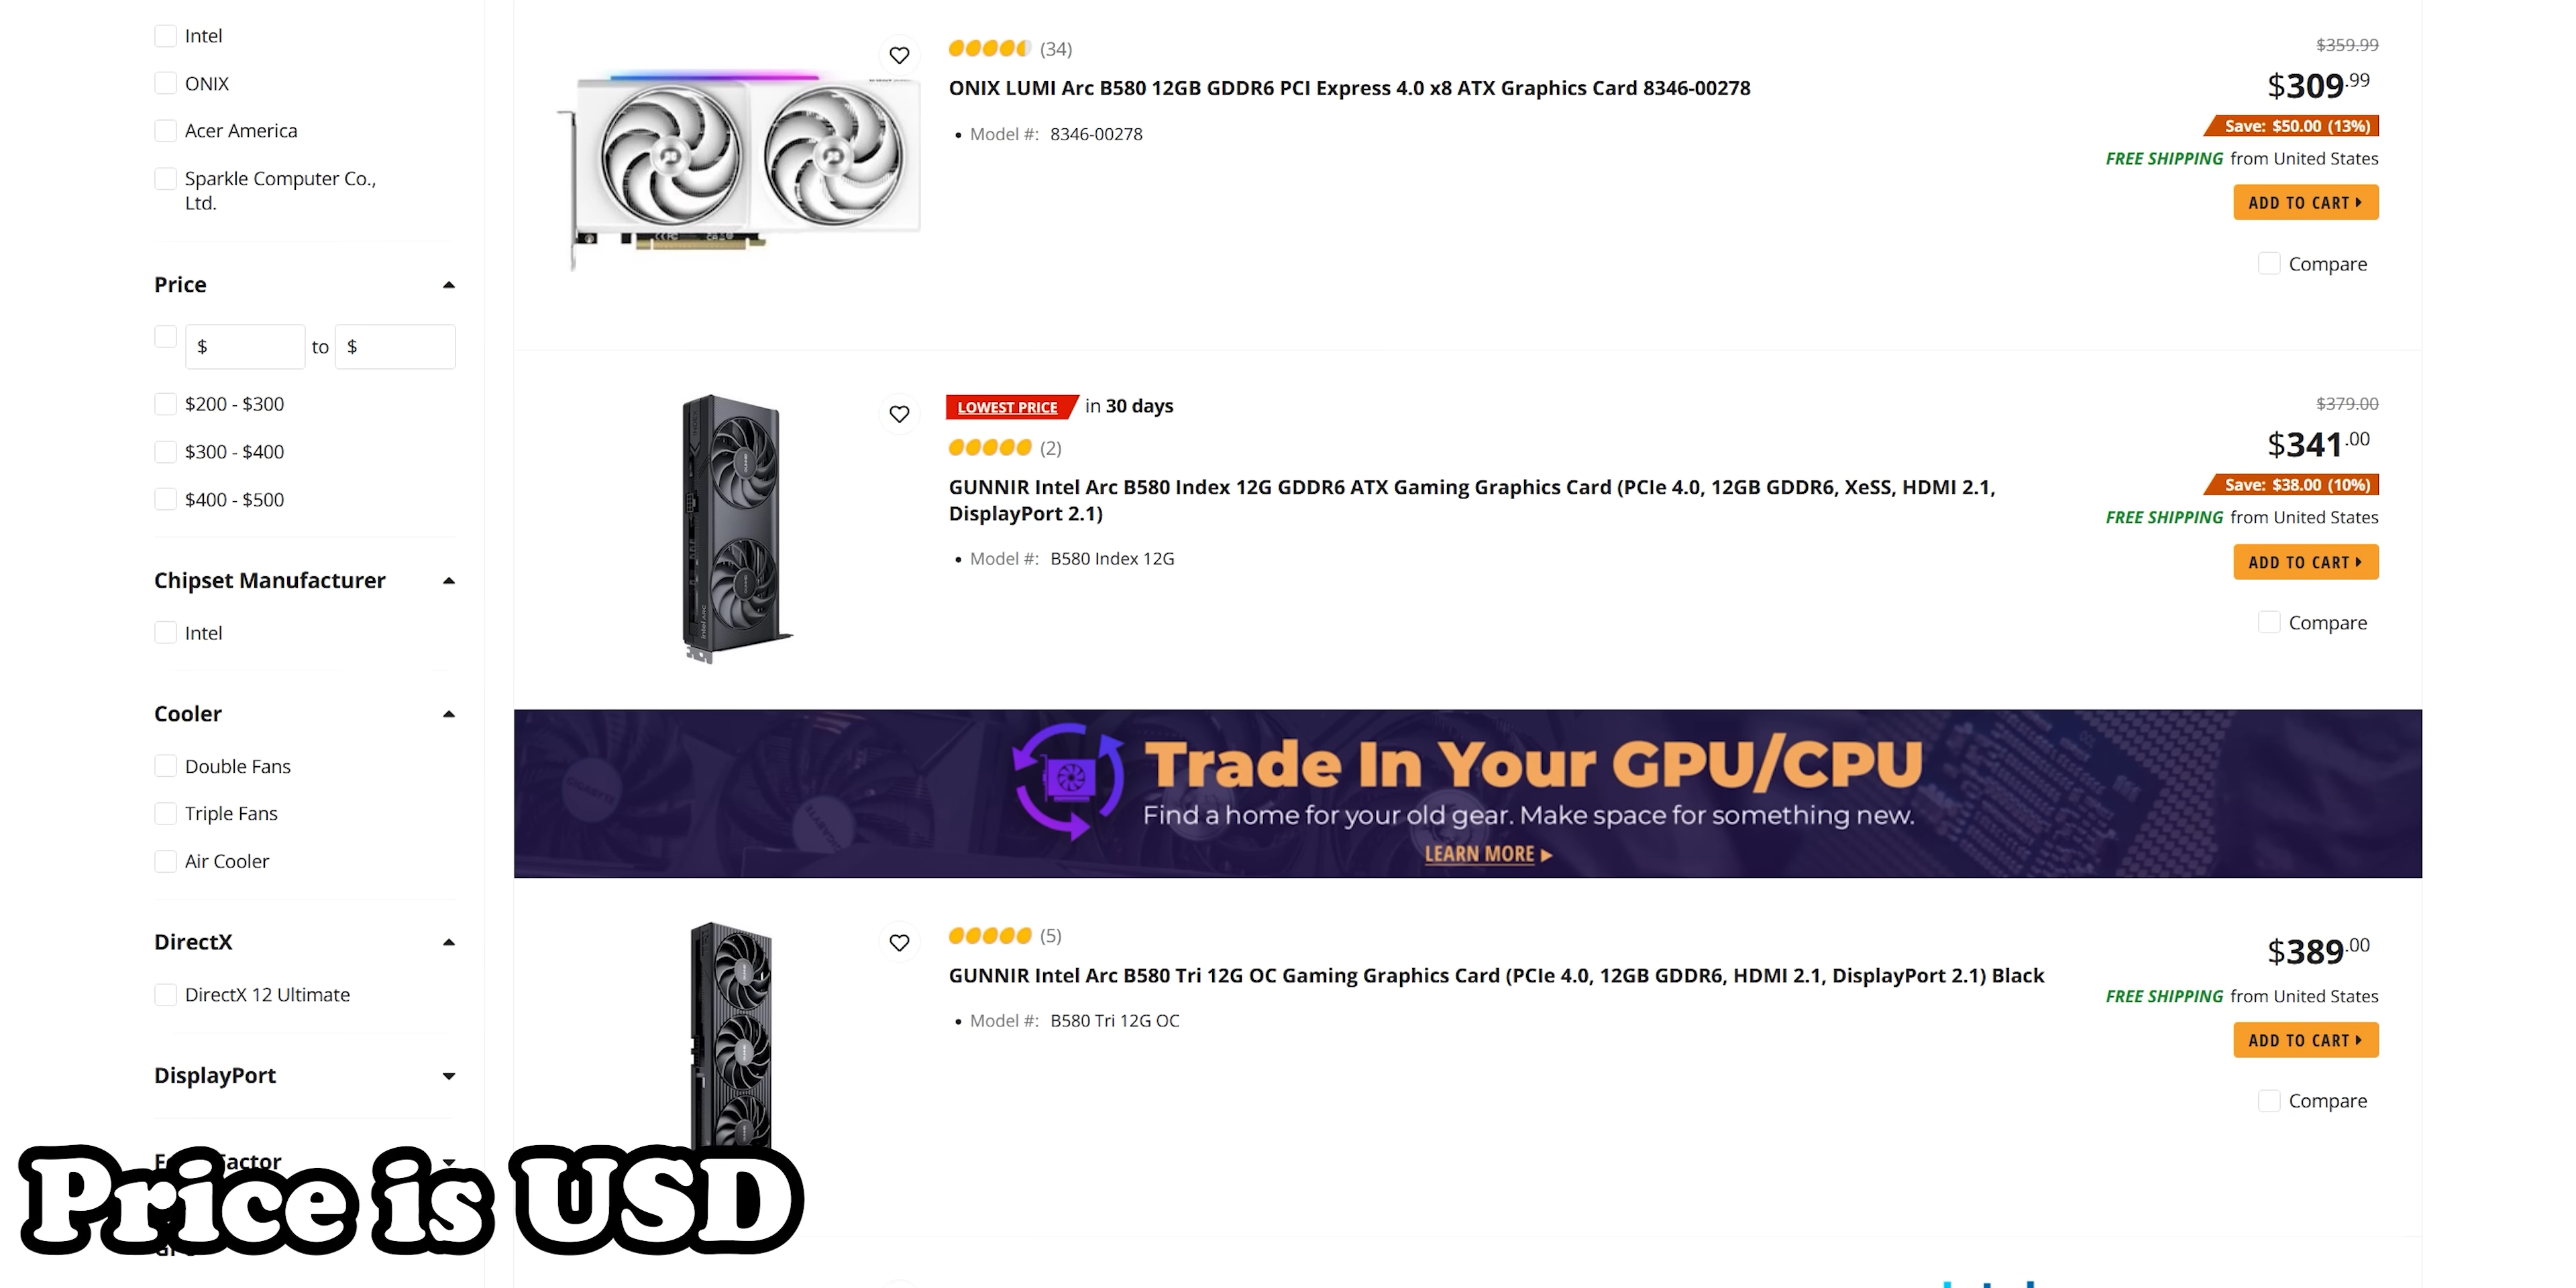 Intel
ONIX
Acer America
Sparkle Computer Co.,
Ltd.
Price
$ to $
$200 - $300
$300 - $400
$400 - $500
Chipset Manufacturer
Intel
Cooler
Double Fans
Triple Fans
Air Cooler
DirectX
DirectX 12 Ultimate
DisplayPort
(34)
ONIX LUMI Arc B580 12GB GDDR6 PCI Express 4.0 x8 ATX Graphics Card 8346-00278
Model #: 8346-00278
$359.99
$309.99
Save: $50.00 (13%)
FREE SHIPPING from United States
ADD TO CART
Compare
LOWEST PRICE in 30 days
(2)
GUNNIR Intel Arc B580 Index 12G GDDR6 ATX Gaming Graphics Card (PCIe 4.0, 12GB GDDR6, XeSS, HDMI 2.1,
DisplayPort 2.1)
Model #: B580 Index 12G
$379.00
$341.00
Save: $38.00 (10%)
FREE SHIPPING from United States
ADD TO CART
Compare
Trade In Your GPU/CPU
Find a home for your old gear. Make space for something new.
LEARN MORE
(5)
GUNNIR Intel Arc B580 Tri 12G OC Gaming Graphics Card (PCIe 4.0, 12GB GDDR6, HDMI 2.1, DisplayPort 2.1) Black
Model #: B580 Tri 12G OC
$389.00
FREE SHIPPING from United States
ADD TO CART
Compare
Price is USD